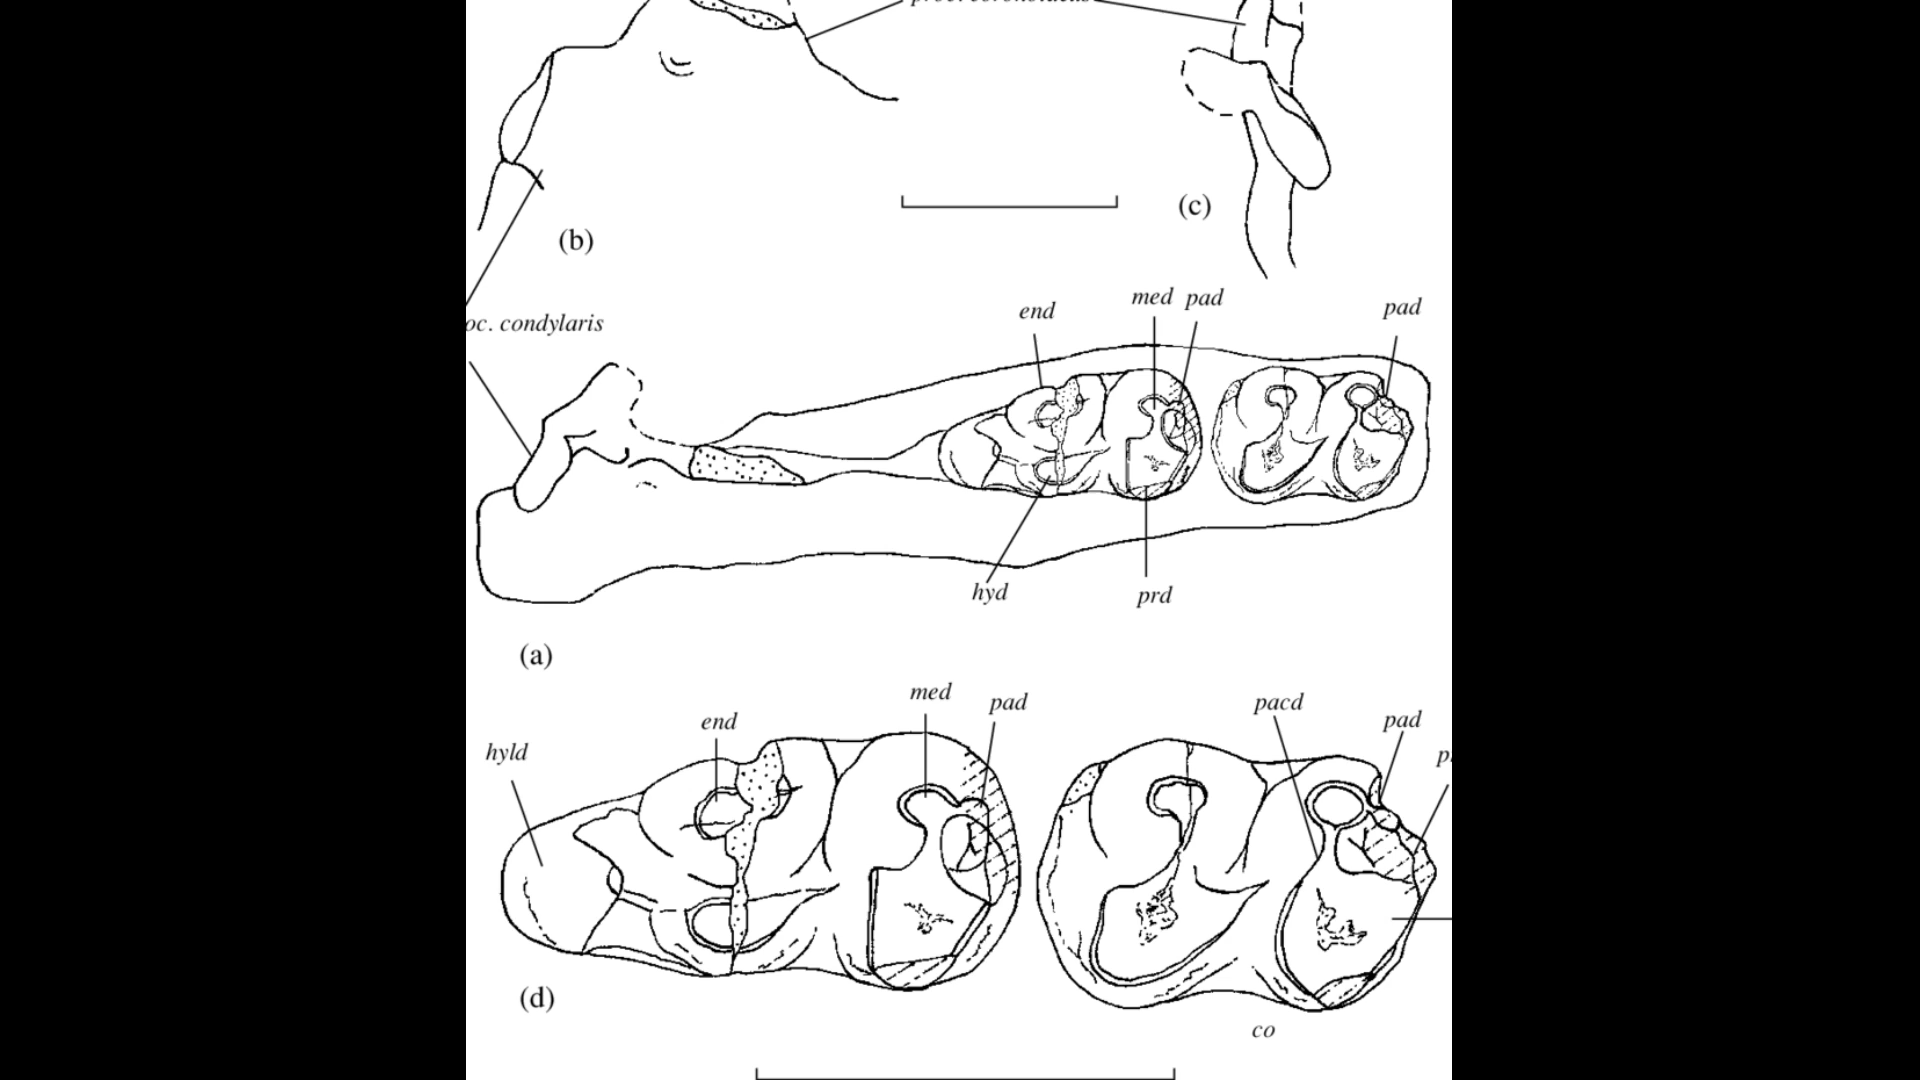 proc. coronoideus
(c)
(b)
oc. condylaris
end
med
pad
pad
hyd
prd
(a)
hyld
end
med
pad
pacd
pad
(d)
co